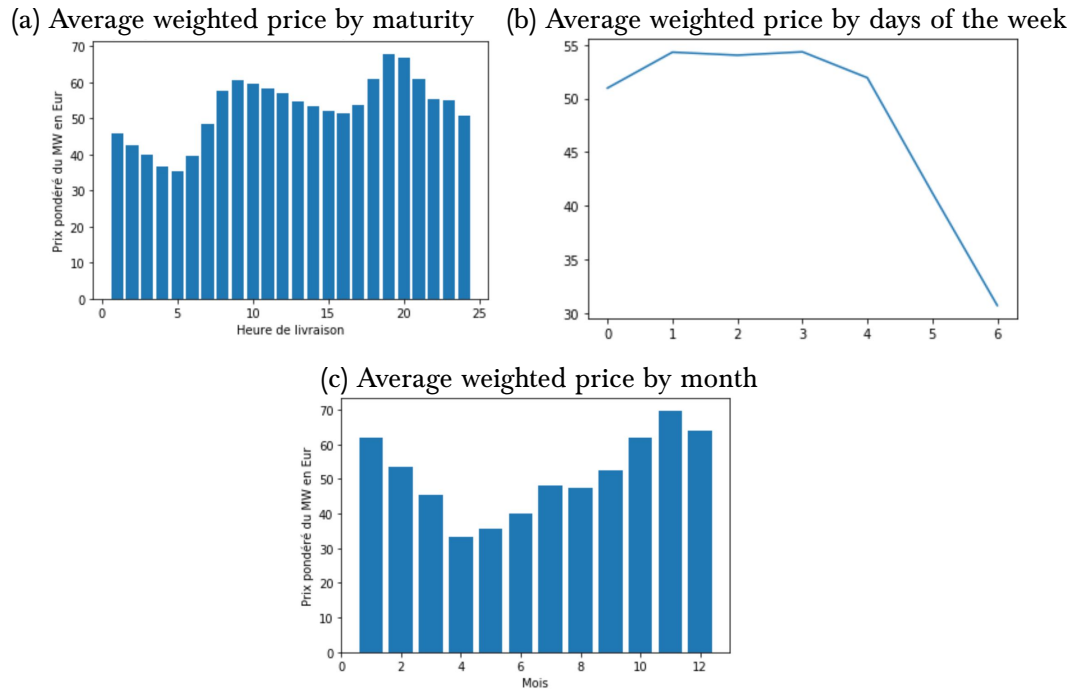 (a) Average weighted price by maturity
70
60
50
40
30
20
10
0
Prix pondéré du MW en Eur
0 5 10 15 20 25
Heure de livraison
(b) Average weighted price by days of the week
55
50
45
40
35
30
0 1 2 3 4 5 6
(c) Average weighted price by month
70
60
50
40
30
20
10
0
Prix pondéré du MW en Eur
0 2 4 6 8 10 12
Mois